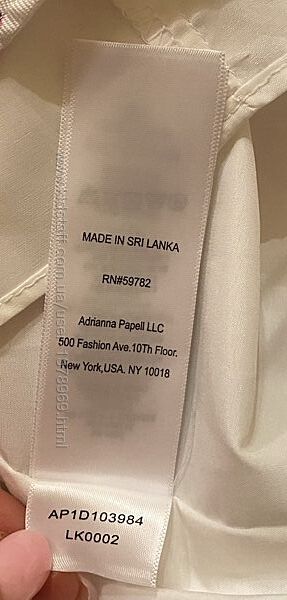 MADE IN SRI LANKA
RN#59782
Adrianna Papell LLC
500 Fashion Ave.10Th Floor.
New York,USA. NY 10018
AP1D103984
LK0002